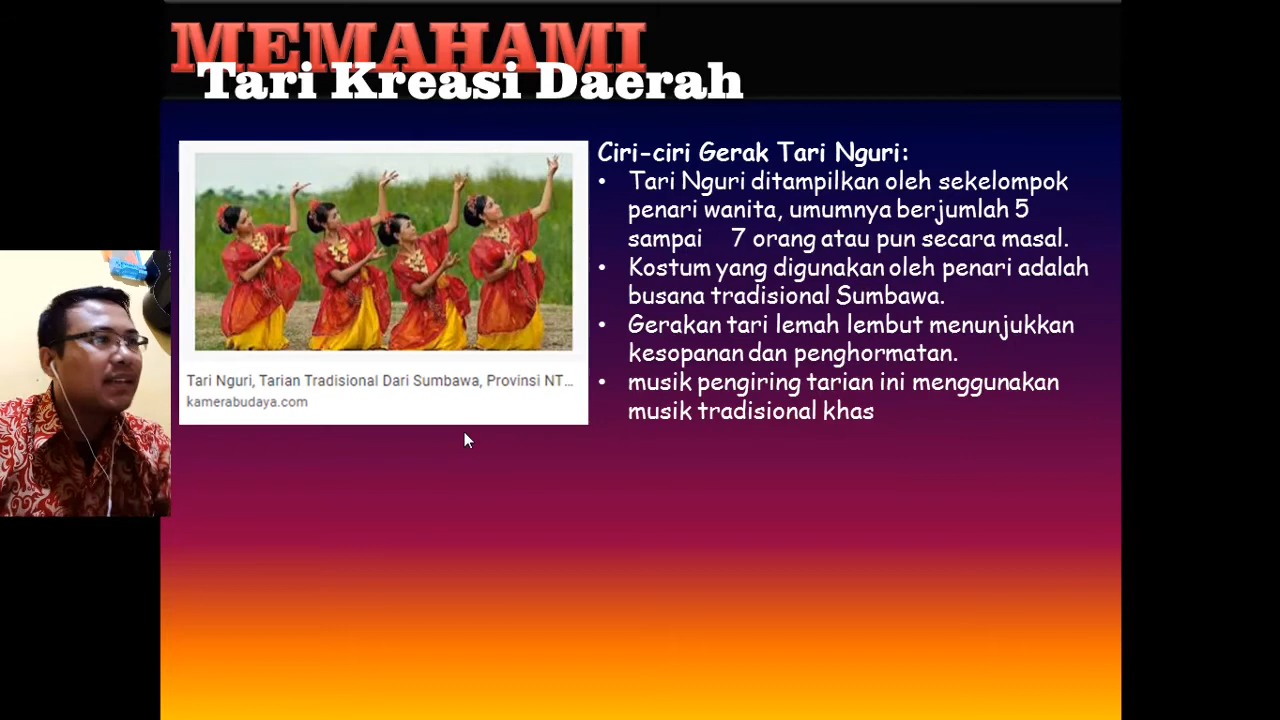 MEMAHAMI
Tari Kreasi Daerah
Ciri-ciri Gerak Tari Nguri:
• Tari Nguri ditampilkan oleh sekelompok
penari wanita, umumnya berjumlah 5
sampai 7 orang atau pun secara masal.
• Kostum yang digunakan oleh penari adalah
busana tradisional Sumbawa.
• Gerakan tari lemah lembut menunjukkan
kesopanan dan penghormatan.
• musik pengiring tarian ini menggunakan
musik tradisional khas
Tari Nguri, Tarian Tradisional Dari Sumbawa, Provinsi NT...
kamerabudaya.com